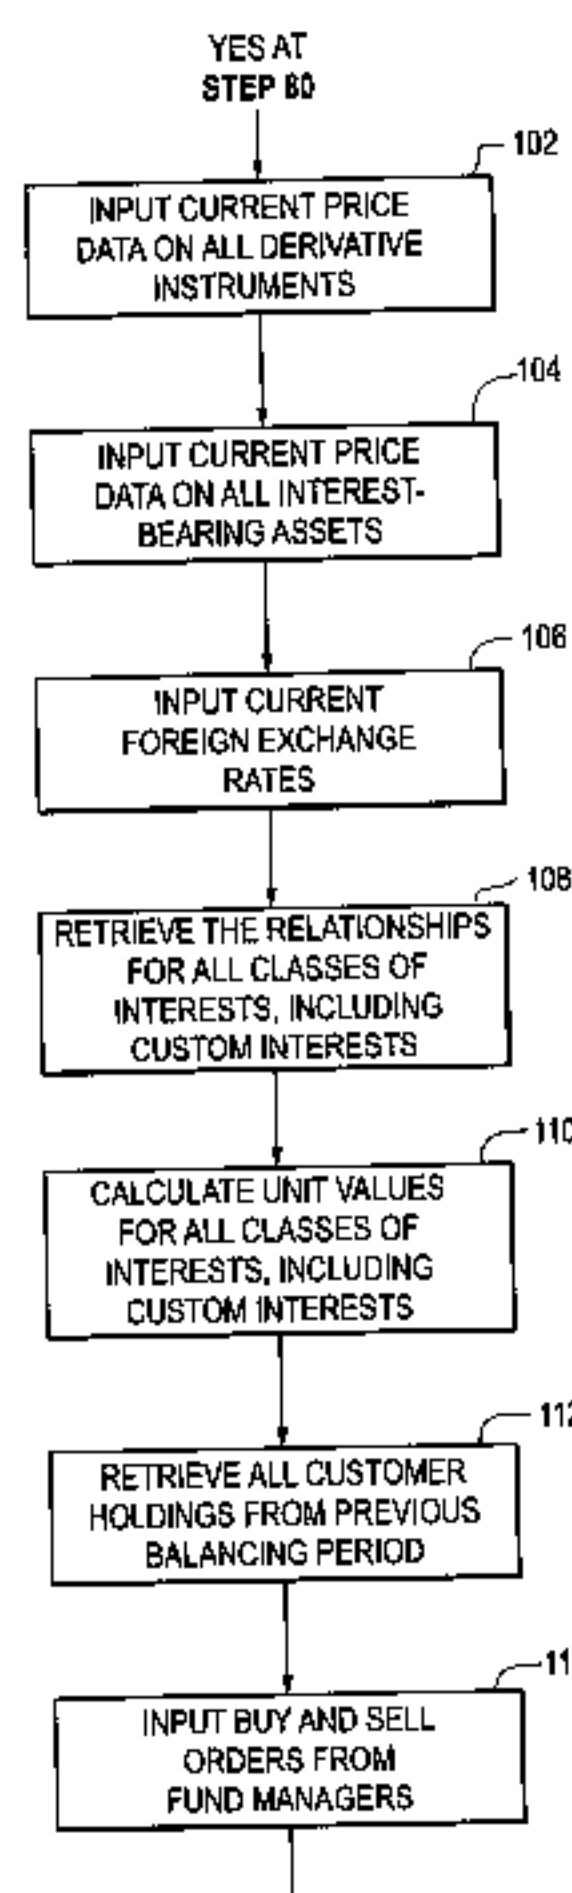 YES AT
STEP 80
102
INPUT CURRENT PRICE
DATA ON ALL DERIVATIVE
INSTRUMENTS
104
INPUT CURRENT PRICE
DATA ON ALL INTEREST-
BEARING ASSETS
106
INPUT CURRENT
FOREIGN EXCHANGE
RATES
108
RETRIEVE THE RELATIONSHIPS
FOR ALL CLASSES OF
INTERESTS, INCLUDING
CUSTOM INTERESTS
110
CALCULATE UNIT VALUES
FOR ALL CLASSES OF
INTERESTS, INCLUDING
CUSTOM INTERESTS
112
RETRIEVE ALL CUSTOMER
HOLDINGS FROM PREVIOUS
BALANCING PERIOD
INPUT BUY AND SELL
ORDERS FROM
FUND MANAGERS